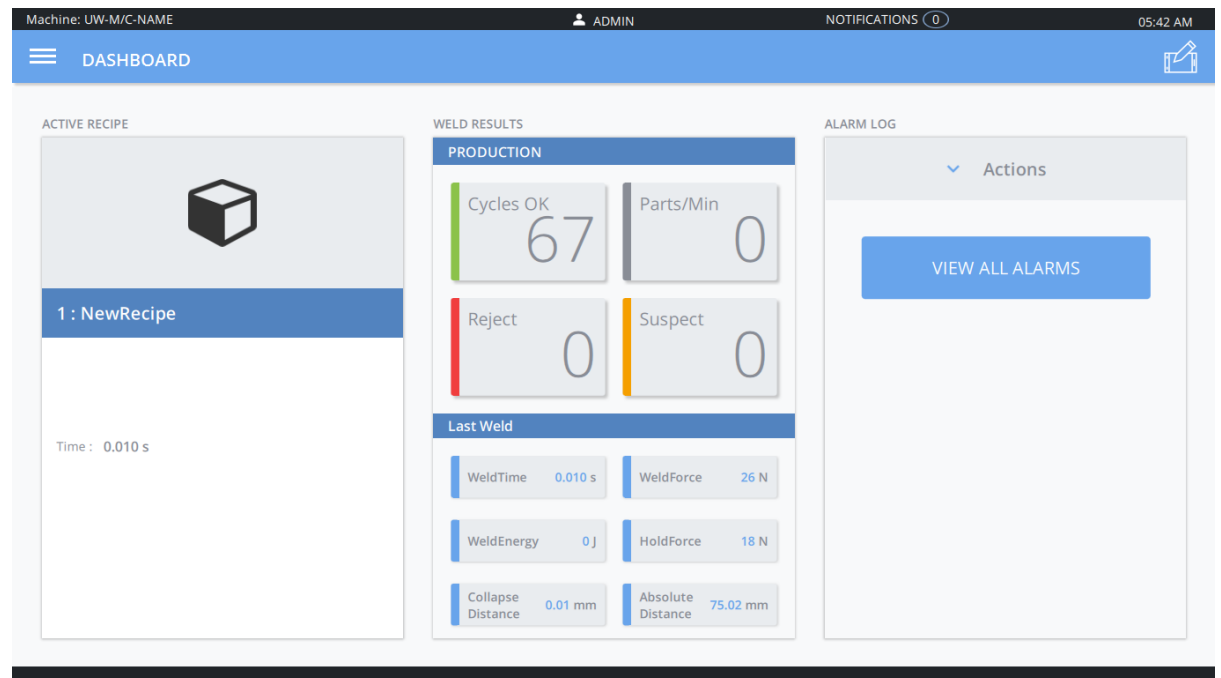 Machine: UW-M/C-NAME
ADMIN
NOTIFICATIONS 0
05:42 AM
DASHBOARD
ACTIVE RECIPE
1 : NewRecipe
Time : 0.010 s
WELD RESULTS
PRODUCTION
Cycles OK
67
Parts/Min
0
Reject
0
Suspect
0
Last Weld
WeldTime 0.010 s
WeldForce 26 N
WeldEnergy 0 J
HoldForce 18 N
Collapse
Distance
0.01 mm
Absolute
Distance
75.02 mm
ALARM LOG
Actions
VIEW ALL ALARMS